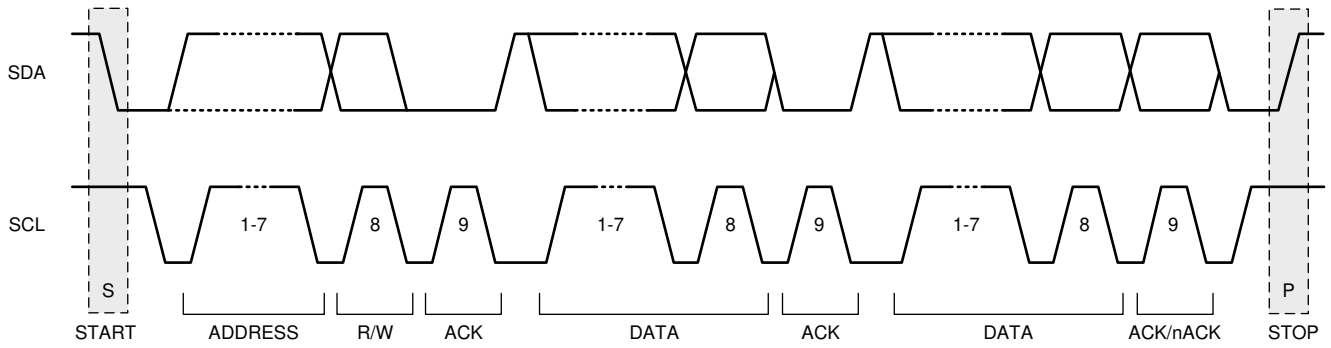 SDA
SCL
1-7 8 9 1-7 8 9 1-7 8 9
S P
START ADDRESS R/W ACK DATA ACK DATA ACK/nACK STOP